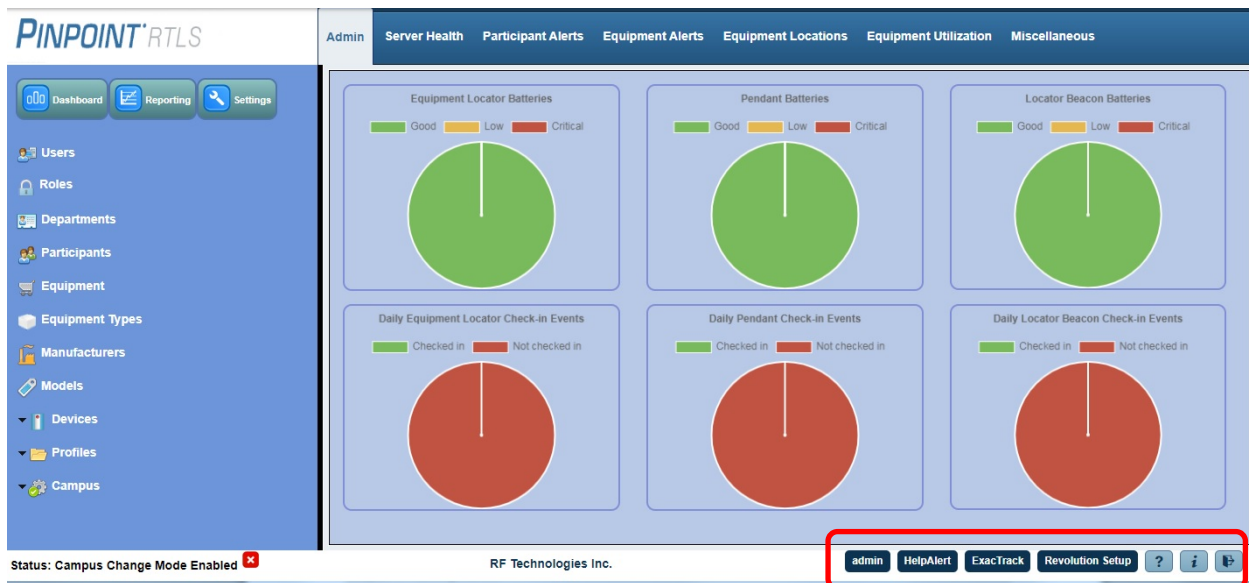 PINPOINT RTLS
Admin Server Health Participant Alerts Equipment Alerts Equipment Locations Equipment Utilization Miscellaneous
Dashboard Reporting Settings
Users
Roles
Departments
Participants
Equipment
Equipment Types
Manufacturers
Models
Devices
Profiles
Campus
Equipment Locator Batteries
Good Low Critical
Pendant Batteries
Good Low Critical
Locator Beacon Batteries
Good Low Critical
Daily Equipment Locator Check-in Events
Checked in Not checked in
Daily Pendant Check-in Events
Checked in Not checked in
Daily Locator Beacon Check-in Events
Checked in Not checked in
Status: Campus Change Mode Enabled
RF Technologies Inc.
admin HelpAlert ExacTrack Revolution Setup ? i